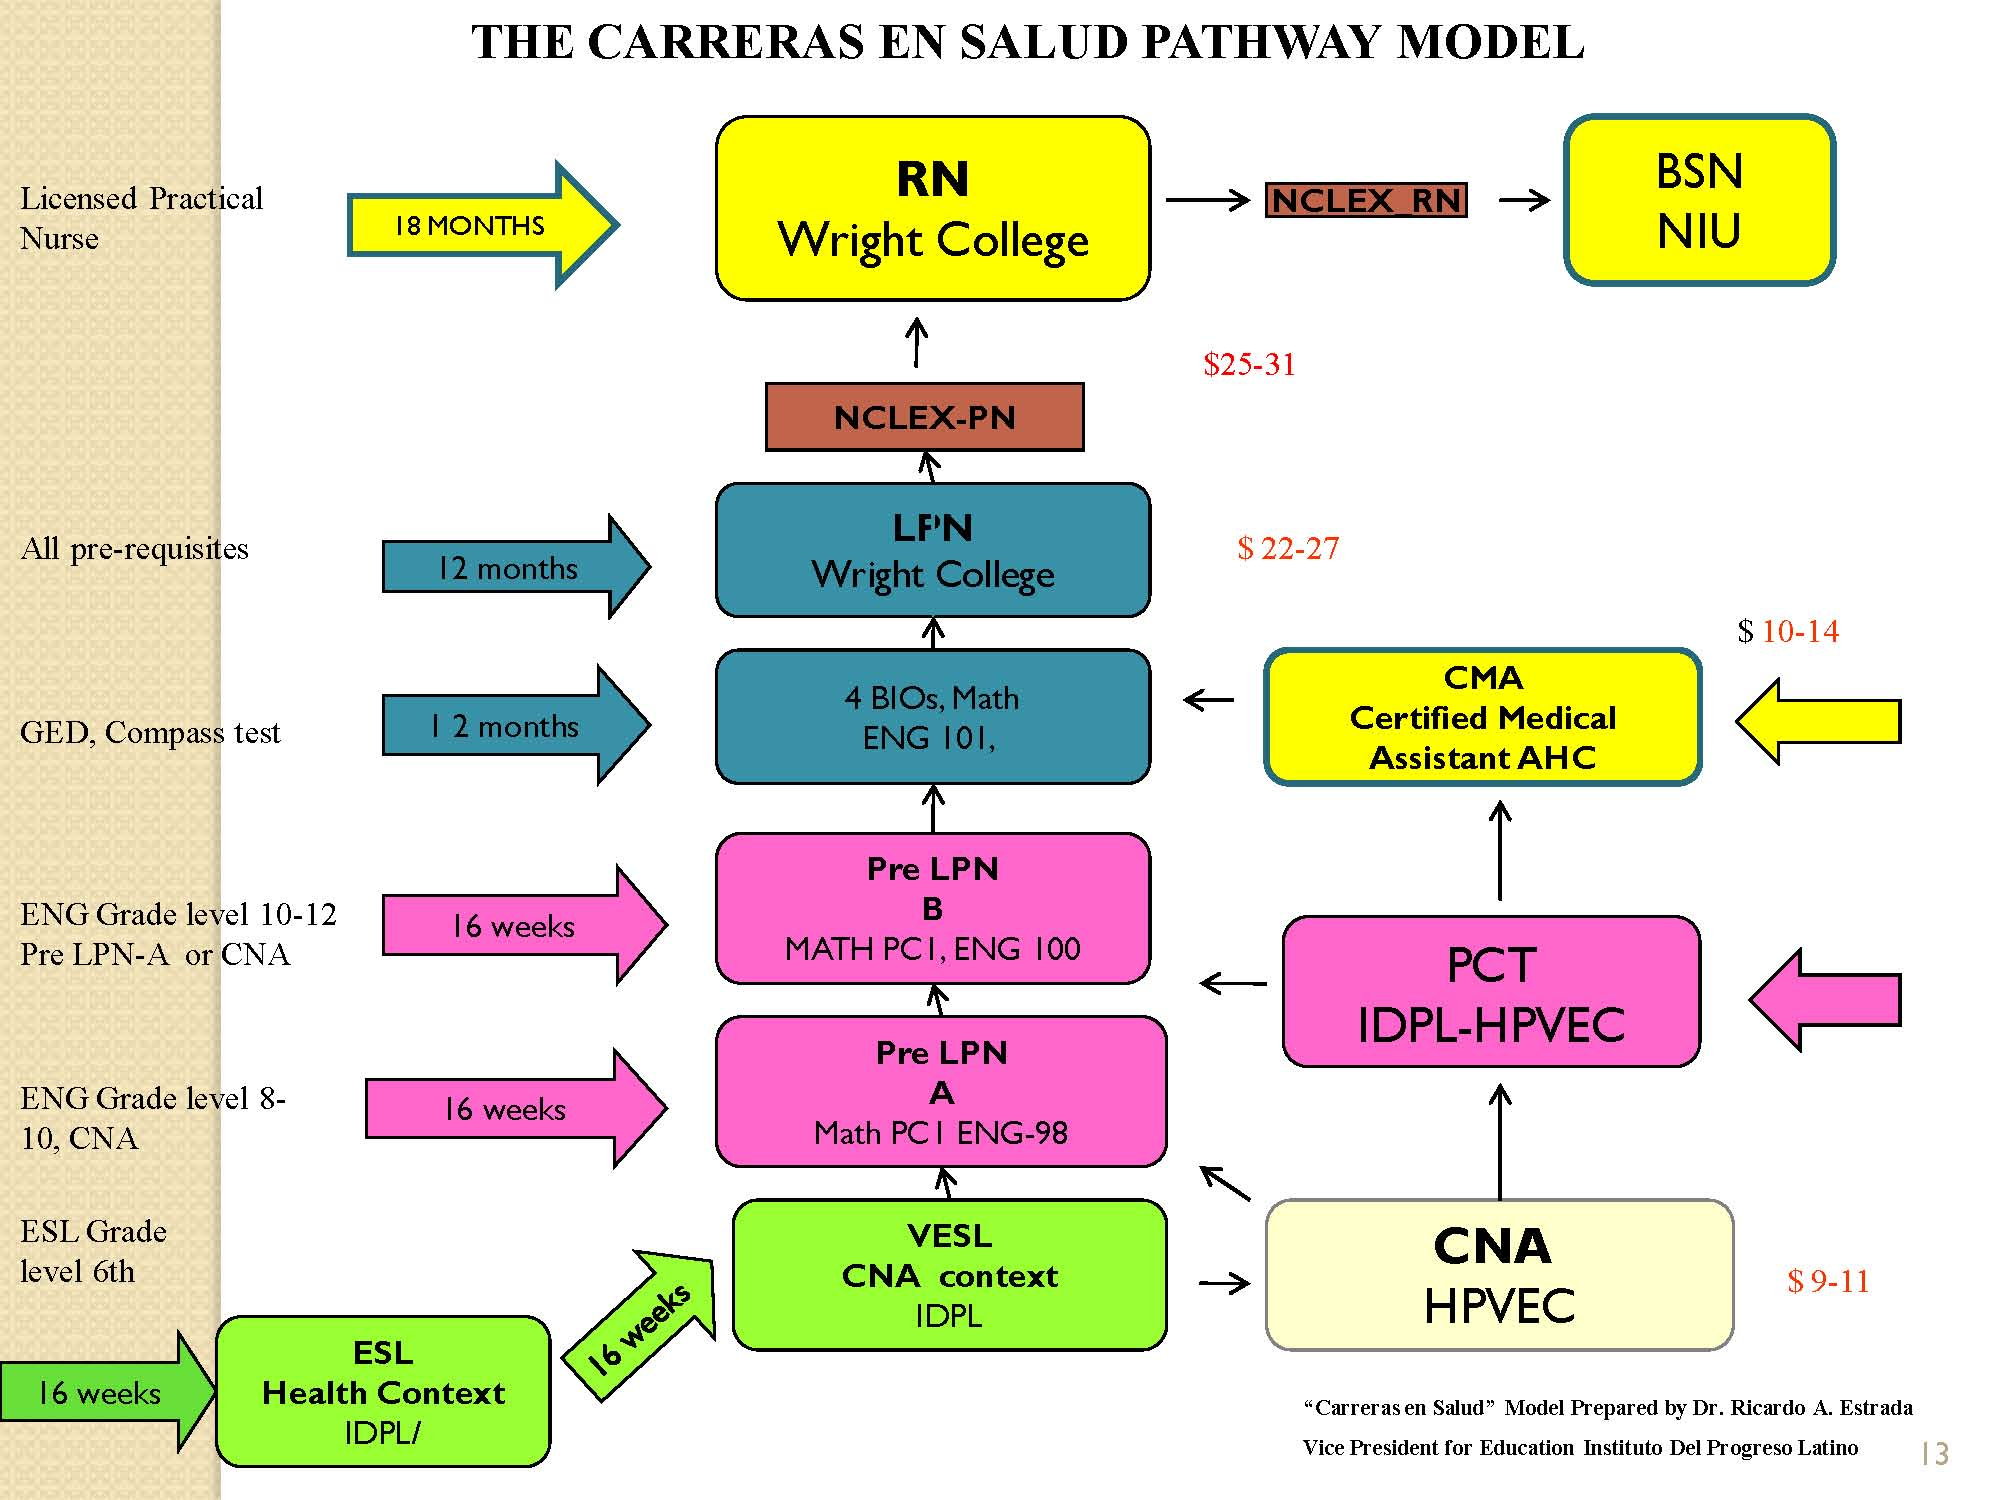 THE CARRERAS EN SALUD PATHWAY MODEL
Licensed Practical
Nurse
18 MONTHS
RN
Wright College
NCLEX_RN
BSN
NIU
$25-31
NCLEX-PN
All pre-requisites
12 months
LPN
Wright College
$ 22-27
$ 10-14
GED, Compass test
1 2 months
4 BIOs, Math
ENG 101,
CMA
Certified Medical
Assistant AHC
ENG Grade level 10-12
Pre LPN-A or CNA
16 weeks
Pre LPN
B
MATH PC1, ENG 100
PCT
IDPL-HPVEC
ENG Grade level 8-
10, CNA
16 weeks
Pre LPN
A
Math PC1 ENG-98
ESL Grade
level 6th
16 weeks
VESL
CNA context
IDPL
CNA
HPVEC
$ 9-11
16 weeks
ESL
Health Context
IDPL/
“Carreras en Salud” Model Prepared by Dr. Ricardo A. Estrada
Vice President for Education Instituto Del Progreso Latino
13